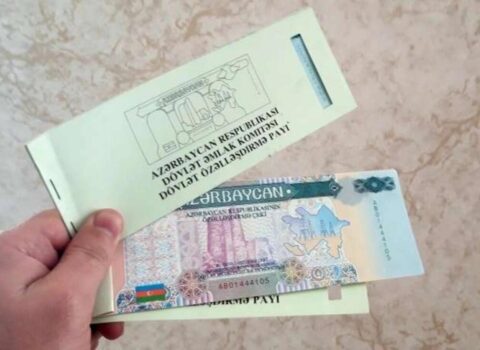 AZƏRBAYCAN RESPUBLİKASI
DÖVLƏT ƏMLAK KOMİTƏSİ
DÖVLƏT ÖZƏLLƏŞDİRMƏ PAYI
AZƏRBAYCAN
AZƏRBAYCAN RESPUBLİKASININ
ÖZƏLLƏŞDİRMƏ ÇEKİ
AB01444105
AB01444105
PAYI